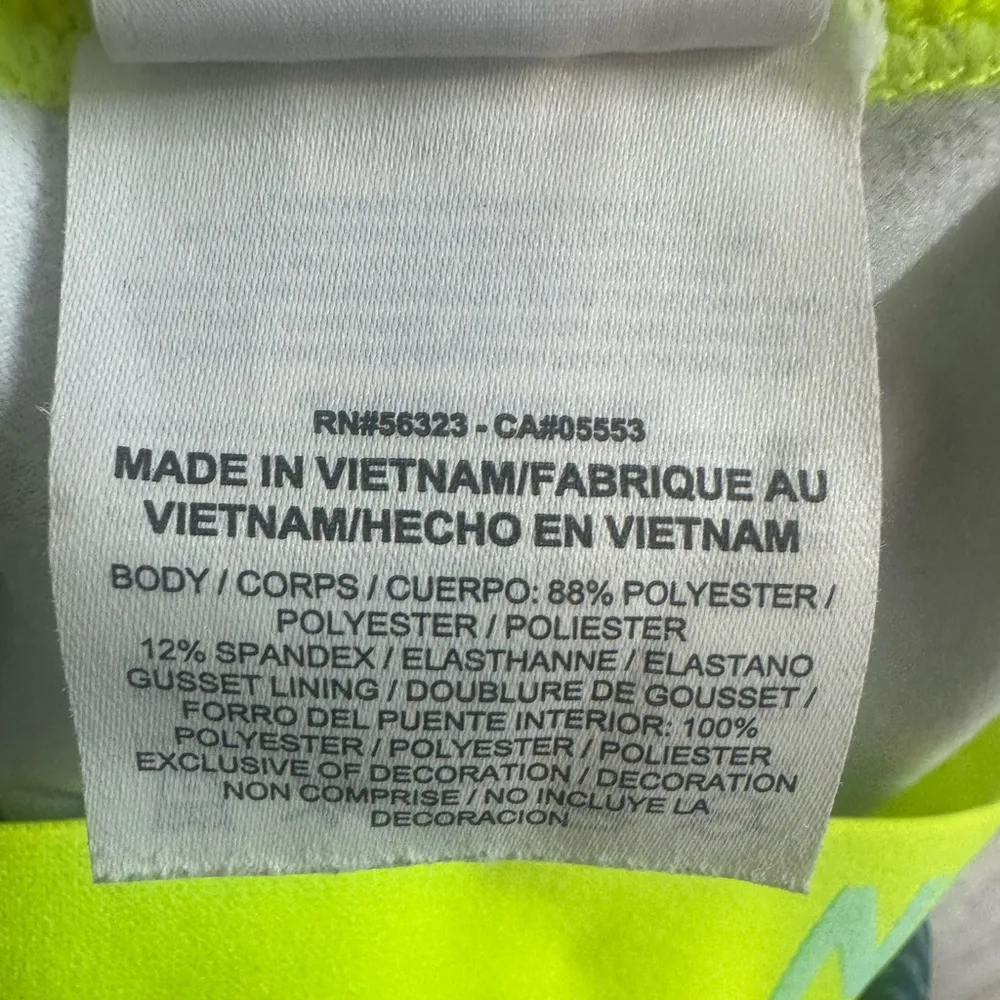 RN#56323 - CA#05553
MADE IN VIETNAM/FABRIQUE AU
VIETNAM/HECHO EN VIETNAM
BODY / CORPS / CUERPO: 88% POLYESTER /
POLYESTER / POLIESTER
12% SPANDEX / ELASTHANNE / ELASTANO
GUSSET LINING / DOUBLURE DE GOUSSET /
FORRO DEL PUENTE INTERIOR: 100%
POLYESTER / POLYESTER / POLIESTER
EXCLUSIVE OF DECORATION / DECORATION
NON COMPRISE / NO INCLUYE LA
DECORACION